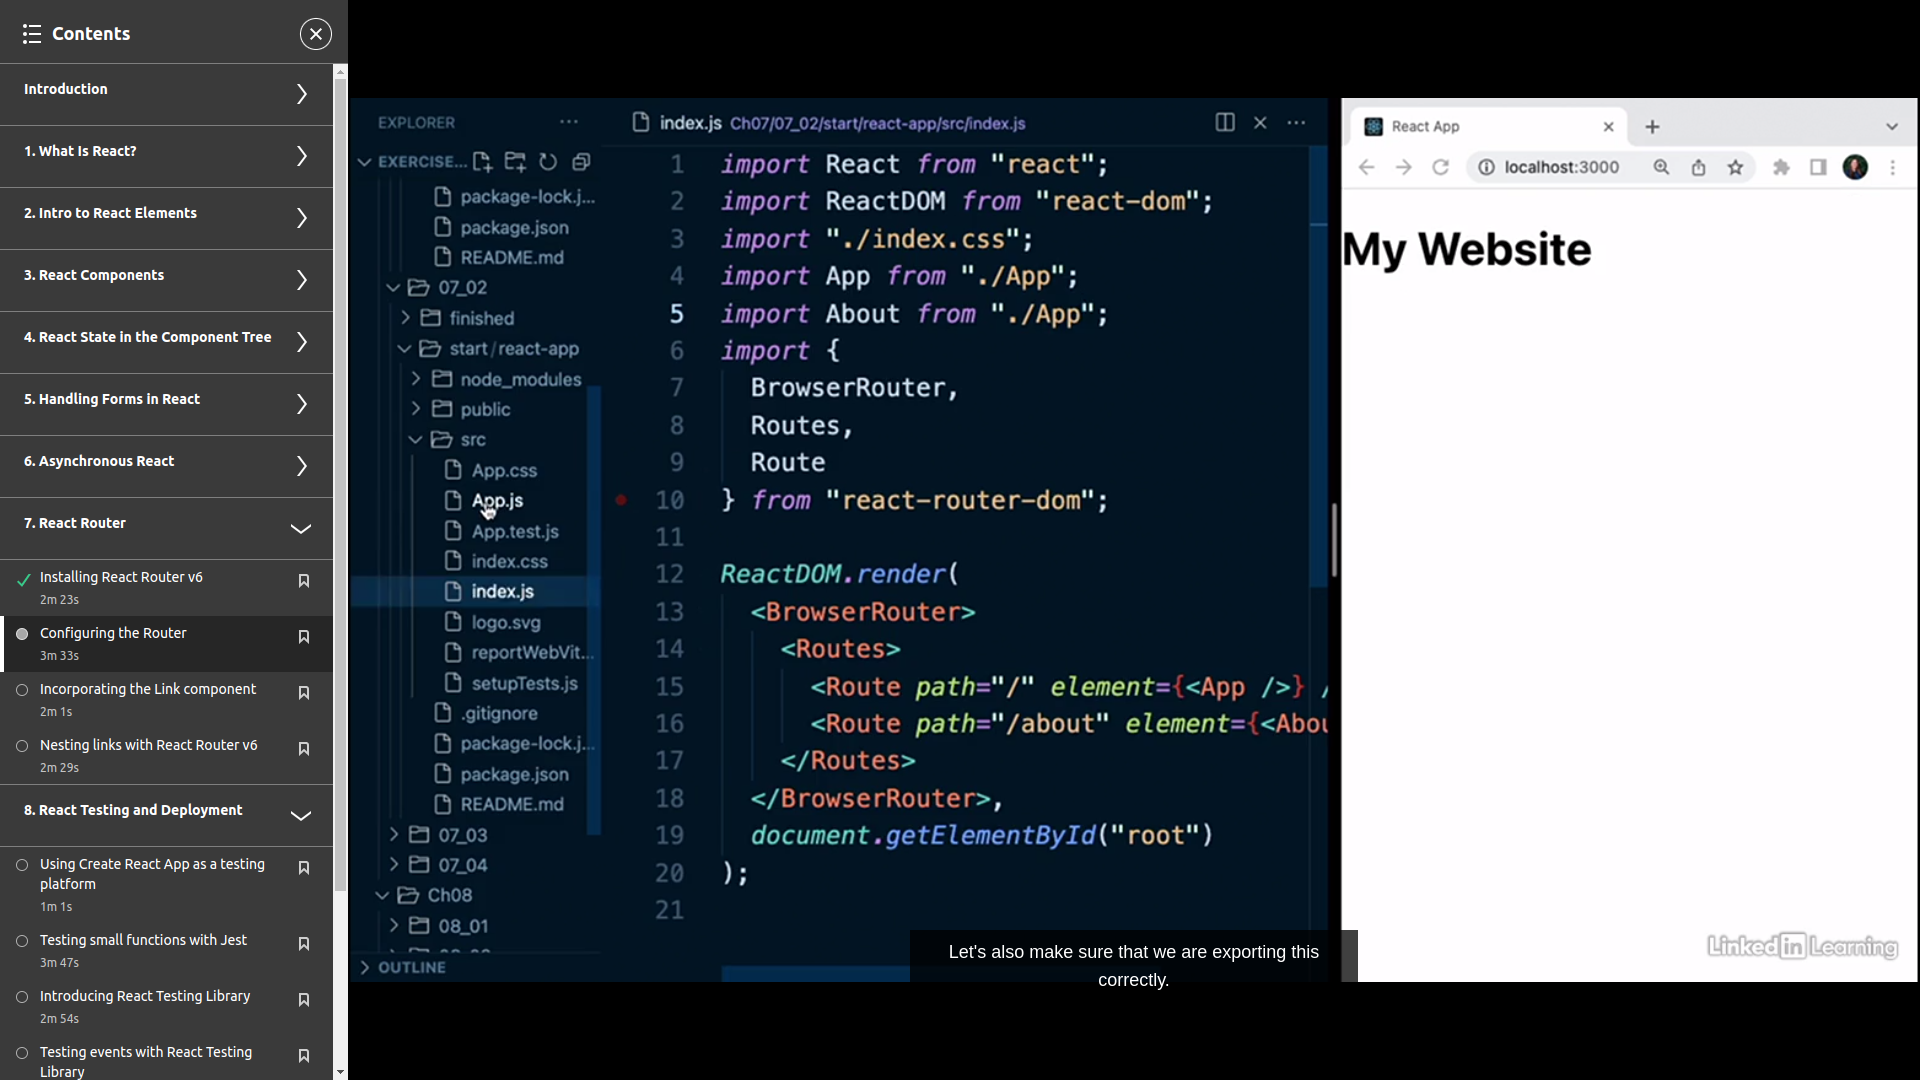 Contents
Introduction
1. What Is React?
2. Intro to React Elements
3. React Components
4. React State in the Component Tree
5. Handling Forms in React
6. Asynchronous React
7. React Router
Installing React Router v6
2m 23s
Configuring the Router
3m 33s
Incorporating the Link component
2m 1s
Nesting links with React Router v6
2m 29s
8. React Testing and Deployment
Using Create React App as a testing
platform
1m 1s
Testing small functions with Jest
3m 47s
Introducing React Testing Library
2m 54s
Testing events with React Testing
Library
EXPLORER
EXERCISE...
package-lock.j...
package.json
README.md
07_02
finished
start/react-app
node_modules
public
src
App.css
App.js
App.test.js
index.css
index.js
logo.svg
reportWebVit...
setupTests.js
.gitignore
package-lock.j...
package.json
README.md
07_03
07_04
Ch08
08_01
OUTLINE
index.js Ch07/07_02/start/react-app/src/index.js
1 import React from "react";
2 import ReactDOM from "react-dom";
3 import "./index.css";
4 import App from "./App";
5 import About from "./App";
6 import {
7 BrowserRouter,
8 Routes,
9 Route
10 } from "react-router-dom";
11
12 ReactDOM.render(
13 <BrowserRouter>
14 <Routes>
15 <Route path="/" element={<App />} /
16 <Route path="/about" element={<Abou
17 </Routes>
18 </BrowserRouter>,
19 document.getElementById("root")
20 );
21
React App
localhost:3000
My Website
LinkedIn Learning
Let's also make sure that we are exporting this
correctly.